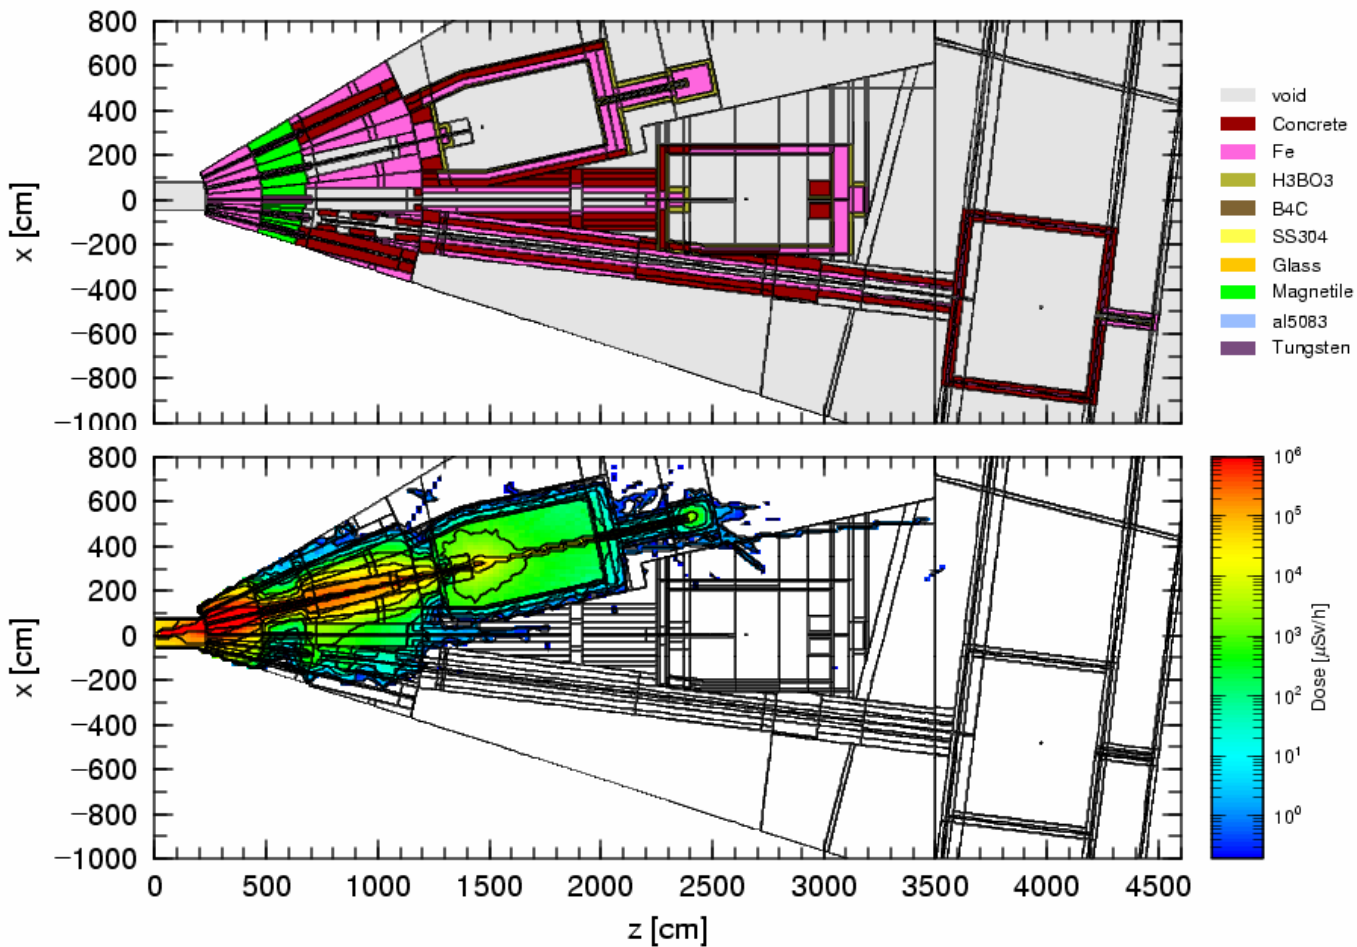 800
600
400
200
0
−200
−400
−600
−800
−1000
x [cm]
void
Concrete
Fe
H3BO3
B4C
SS304
Glass
Magnetile
al5083
Tungsten
800
600
400
200
0
−200
−400
−600
−800
−1000
x [cm]
0 500 1000 1500 2000 2500 3000 3500 4000 4500
z [cm]
10^6
10^5
10^4
10^3
10^2
10^1
10^0
Dose [μSv/h]